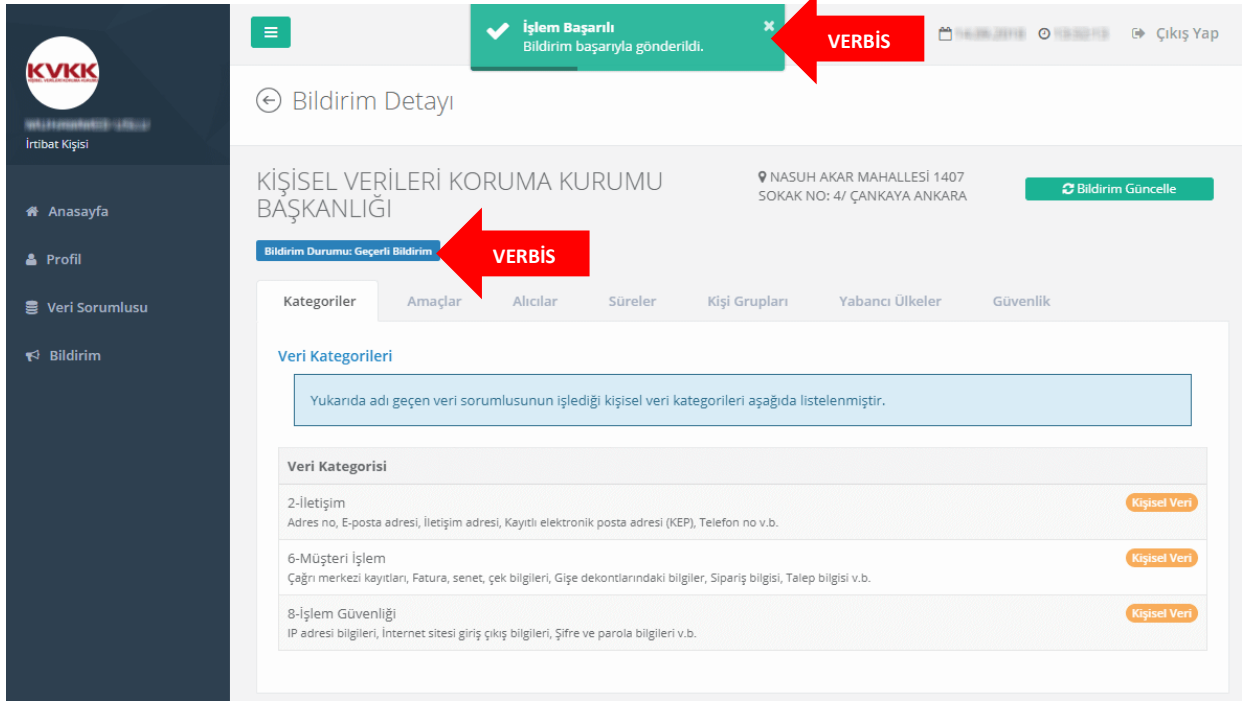 KVKK
İrtibat Kişisi
Anasayfa
Profil
Veri Sorumlusu
Bildirim
İşlem Başarılı
Bildirim başarıyla gönderildi.
VERBİS
Çıkış Yap
Bildirim Detayı
KİŞİSEL VERİLERİ KORUMA KURUMU
BAŞKANLIĞI
NASUH AKAR MAHALLESİ 1407
SOKAK NO: 4/ ÇANKAYA ANKARA
Bildirim Güncelle
Bildirim Durumu: Geçerli Bildirim
VERBİS
Kategoriler Amaçlar Alıcılar Süreler Kişi Grupları Yabancı Ülkeler Güvenlik
Veri Kategorileri
Yukarıda adı geçen veri sorumlusunun işlediği kişisel veri kategorileri aşağıda listelenmiştir.
Veri Kategorisi
2-İletişim Kişisel Veri
Adres no, E-posta adresi, İletişim adresi, Kayıtlı elektronik posta adresi (KEP), Telefon no v.b.
6-Müşteri İşlem Kişisel Veri
Çağrı merkezi kayıtları, Fatura, senet, çek bilgileri, Gişe dekontlarındaki bilgiler, Sipariş bilgisi, Talep bilgisi v.b.
8-İşlem Güvenliği Kişisel Veri
IP adresi bilgileri, İnternet sitesi giriş çıkış bilgileri, Şifre ve parola bilgileri v.b.